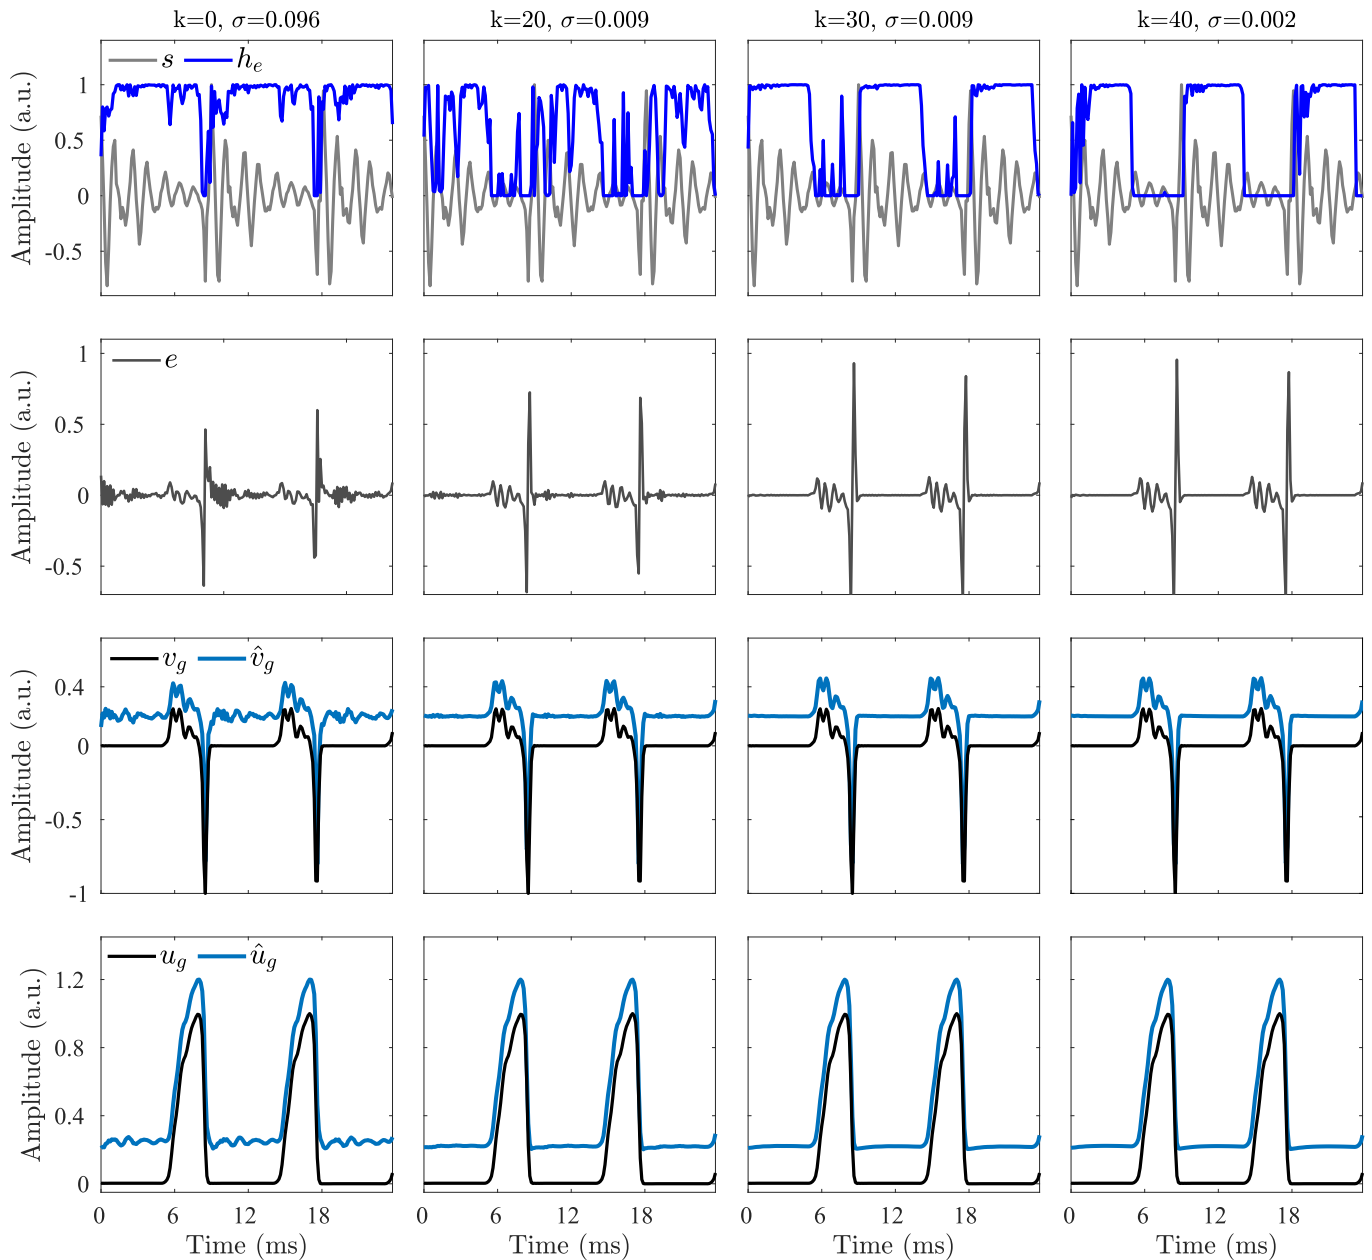 k=0, σ=0.096 k=20, σ=0.009 k=30, σ=0.009 k=40, σ=0.002
s h_e
Amplitude (a.u.)
1
0.5
0
-0.5
e
Amplitude (a.u.)
1
0.5
0
-0.5
v_g v̂_g
Amplitude (a.u.)
0.4
0
-0.5
-1
u_g û_g
Amplitude (a.u.)
1.2
0.8
0.4
0
0 6 12 18 0 6 12 18 0 6 12 18 0 6 12 18
Time (ms) Time (ms) Time (ms) Time (ms)